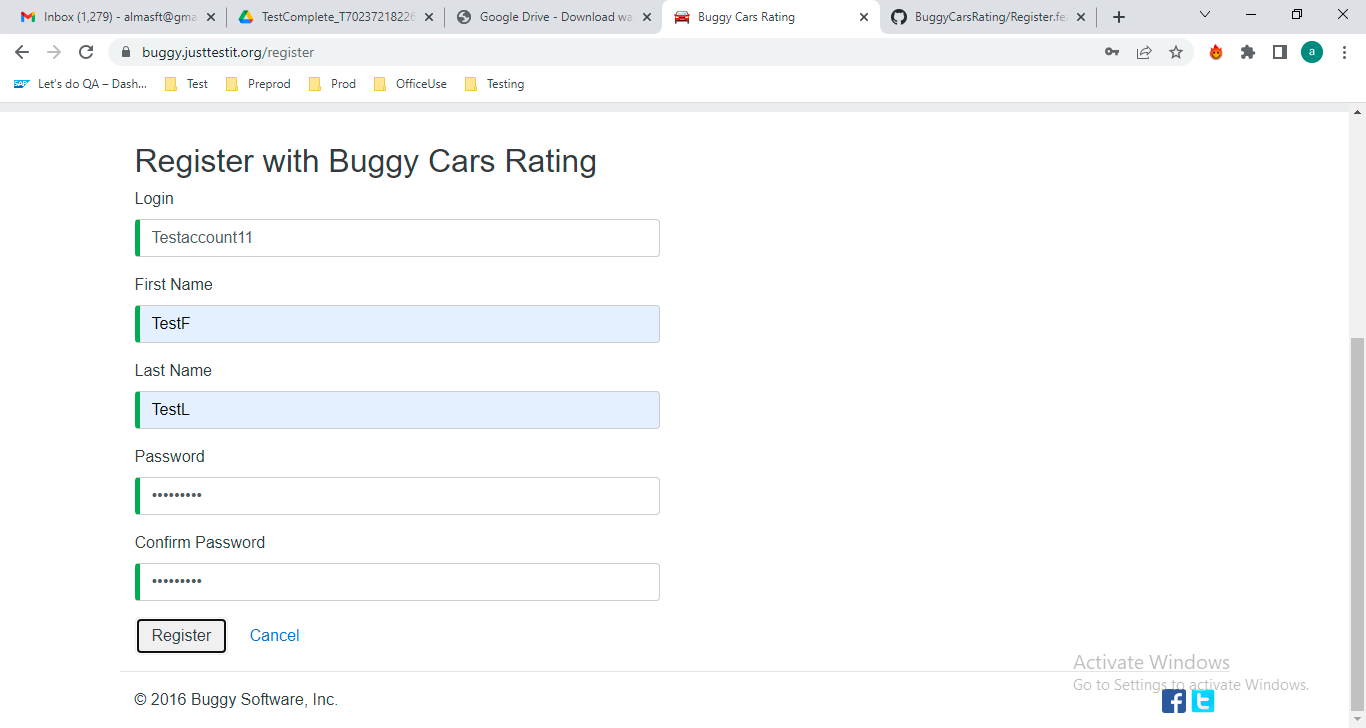 Inbox (1,279) - almasft@gma
TestComplete_T70237218226
Google Drive - Download wa
Buggy Cars Rating
BuggyCarsRating/Register.fe
buggy.justtestit.org/register
a
SAP
Let's do QA – Dash...
Test
Preprod
Prod
OfficeUse
Testing
Register with Buggy Cars Rating
Login
Testaccount11
First Name
TestF
Last Name
TestL
Password
•••••••••
Confirm Password
•••••••••
Register
Cancel
Activate Windows
Go to Settings to activate Windows.
© 2016 Buggy Software, Inc.